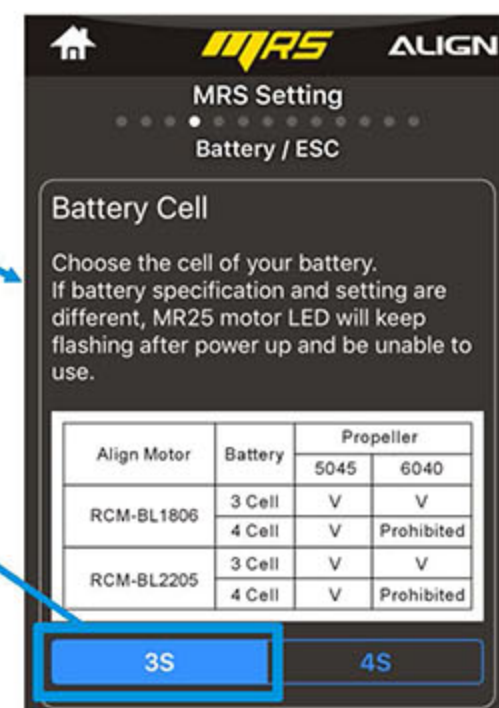 MRS ALIGN
MRS Setting
Battery / ESC
Battery Cell
Choose the cell of your battery.
If battery specification and setting are
different, MR25 motor LED will keep
flashing after power up and be unable to
use.
Align Motor Battery Propeller
5045 6040
RCM-BL1806 3 Cell V V
4 Cell V Prohibited
RCM-BL2205 3 Cell V V
4 Cell V Prohibited
3S 4S